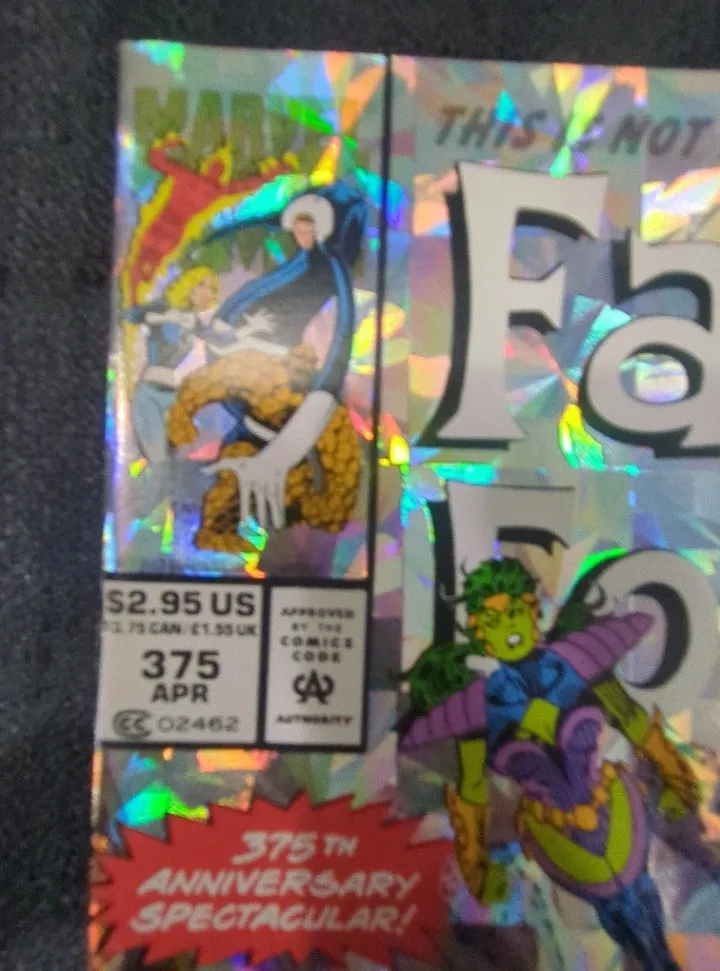 MARVEL
THIS IS NOT
Fa
Fo
$2.95 US
$3.75 CAN/£1.55 UK
375
APR
CC 02462
APPROVED
BY THE
COMICS
CODE
CA
AUTHORITY
375TH
ANNIVERSARY
SPECTACULAR!